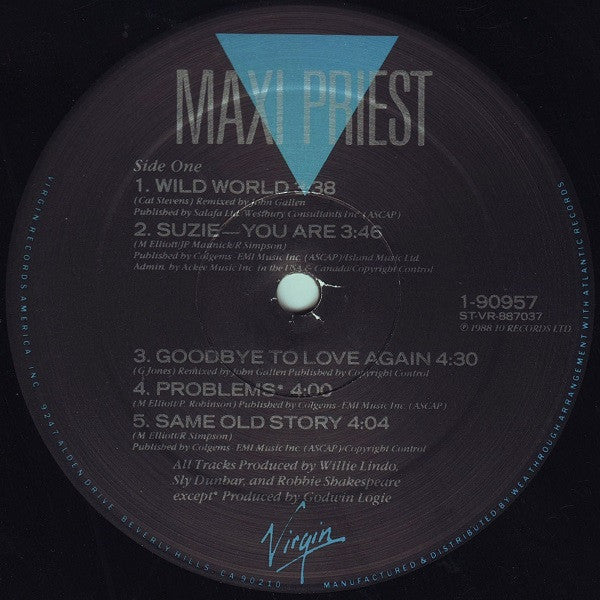 MAXI PRIEST
Side One
1. WILD WORLD 3:38
(Cat Stevens) Remixed by John Gallen
Published by Salafa Ltd. Westbury Consultants Inc (ASCAP)
2. SUZIE—YOU ARE 3:46
(M Elliott/P Madnick/R Simpson)
Published by Colgems-EMI Music Inc (ASCAP)/Island Music Ltd.
Admin. by Ackee Music Inc. in the USA & Canada/Copyright Control
1-90957
ST-VR-887037
℗ 1988 10 RECORDS LTD.
3. GOODBYE TO LOVE AGAIN 4:30
(G Jones) Remixed by John Gallen Published by Copyright Control
4. PROBLEMS* 4:00
(M Elliott/P. Robinson) Published by Colgems-EMI Music Inc (ASCAP)
5. SAME OLD STORY 4:04
(M Elliott/R Simpson)
Published by Colgems-EMI Music Inc (ASCAP)/Copyright Control
All Tracks Produced by Willie Lindo,
Sly Dunbar, and Robbie Shakespeare
except* Produced by Godwin Logie
Virgin
VIRGIN RECORDS AMERICA, INC. 9247 ALDEN DRIVE, BEVERLY HILLS, CA 90210
MANUFACTURED & DISTRIBUTED BY WEA THROUGH ARRANGEMENT WITH ATLANTIC RECORDS